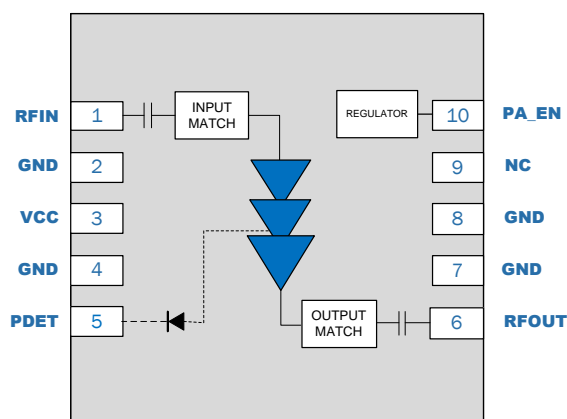 RFIN
1
INPUT
MATCH
REGULATOR
10
PA_EN
GND
2
9
NC
VCC
3
8
GND
GND
4
7
GND
PDET
5
OUTPUT
MATCH
6
RFOUT